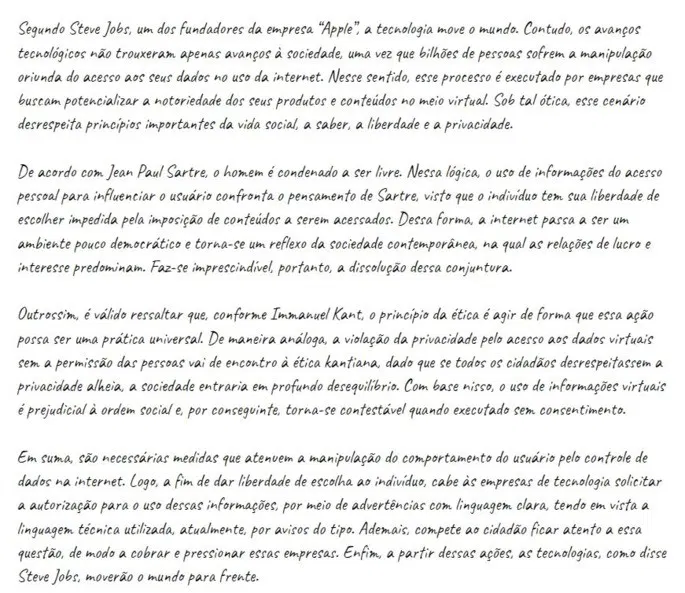 Segundo Steve Jobs, um dos fundadores da empresa “Apple”, a tecnologia move o mundo. Contudo, os avanços
tecnológicos não trouxeram apenas avanços à sociedade, uma vez que bilhões de pessoas sofrem a manipulação
oriunda do acesso aos seus dados no uso da internet. Nesse sentido, esse processo é executado por empresas que
buscam potencializar a notoriedade dos seus produtos e conteúdos no meio virtual. Sob tal ótica, esse cenário
desrespeita princípios importantes da vida social, a saber, a liberdade e a privacidade.
De acordo com Jean Paul Sartre, o homem é condenado a ser livre. Nessa lógica, o uso de informações do acesso
pessoal para influenciar o usuário confronta o pensamento de Sartre, visto que o indivíduo tem sua liberdade de
escolher impedida pela imposição de conteúdos a serem acessados. Dessa forma, a internet passa a ser um
ambiente pouco democrático e torna-se um reflexo da sociedade contemporânea, na qual as relações de lucro e
interesse predominam. Faz-se imprescindível, portanto, a dissolução dessa conjuntura.
Outrossim, é válido ressaltar que, conforme Immanuel Kant, o princípio da ética é agir de forma que essa ação
possa ser uma prática universal. De maneira análoga, a violação da privacidade pelo acesso aos dados virtuais
sem a permissão das pessoas vai de encontro à ética kantiana, dado que se todos os cidadãos desrespeitassem a
privacidade alheia, a sociedade entraria em profundo desequilíbrio. Com base nisso, o uso de informações virtuais
é prejudicial à ordem social e, por conseguinte, torna-se contestável quando executado sem consentimento.
Em suma, são necessárias medidas que atenuem a manipulação do comportamento do usuário pelo controle de
dados na internet. Logo, a fim de dar liberdade de escolha ao indivíduo, cabe às empresas de tecnologia solicitar
a autorização para o uso dessas informações, por meio de advertências com linguagem clara, tendo em vista a
linguagem técnica utilizada, atualmente, por avisos do tipo. Ademais, compete ao cidadão ficar atento a essa
questão, de modo a cobrar e pressionar essas empresas. Enfim, a partir dessas ações, as tecnologias, como disse
Steve Jobs, moverão o mundo para frente.